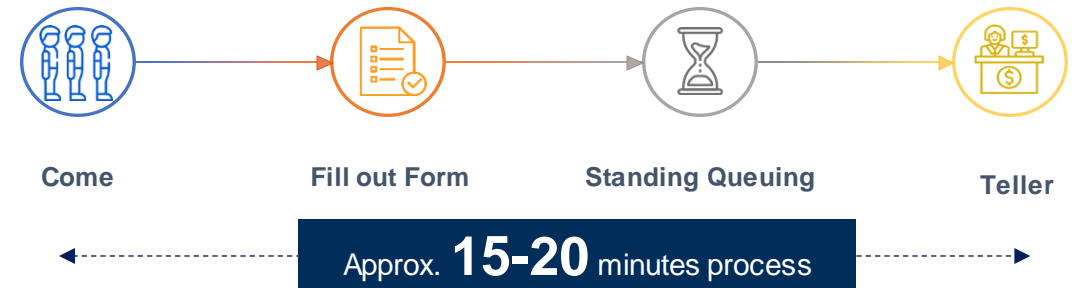 Come
Fill out Form
Standing Queuing
Teller
Approx. 15-20 minutes process